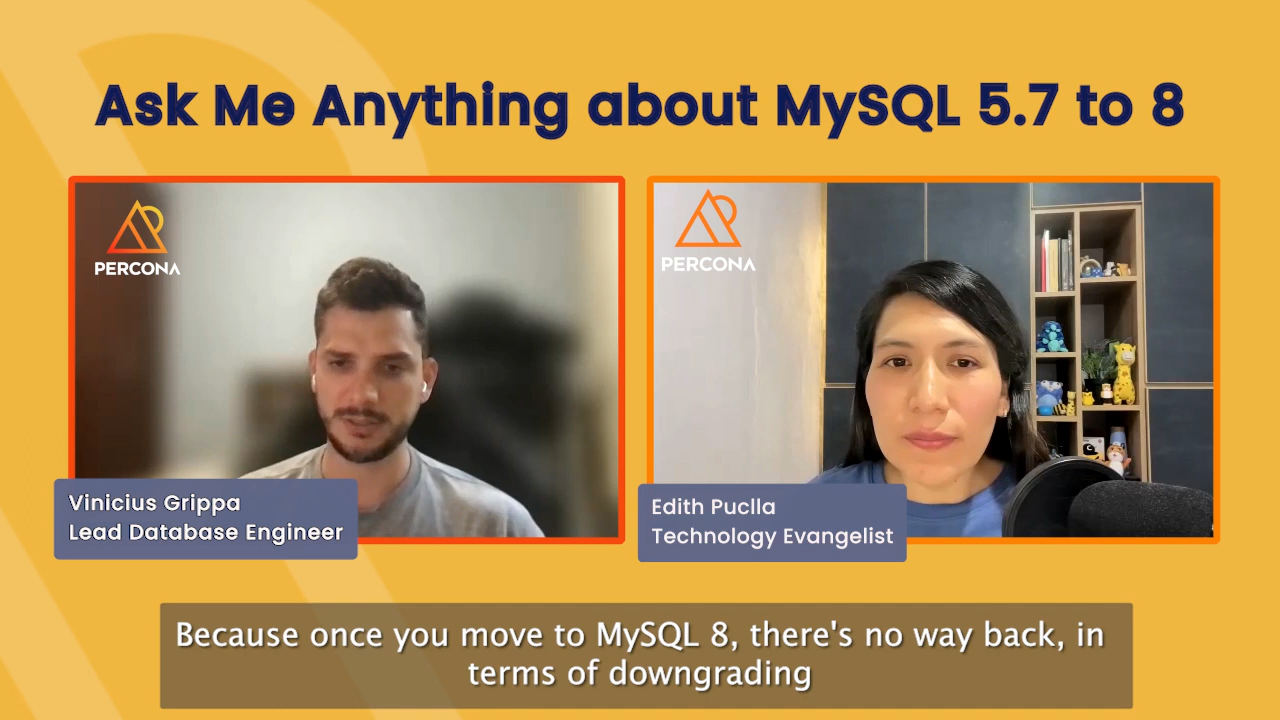 Ask Me Anything about MySQL 5.7 to 8
PERCONA
PERCONA
Vinicius Grippa
Lead Database Engineer
Edith Puclla
Technology Evangelist
Because once you move to MySQL 8, there's no way back, in
terms of downgrading